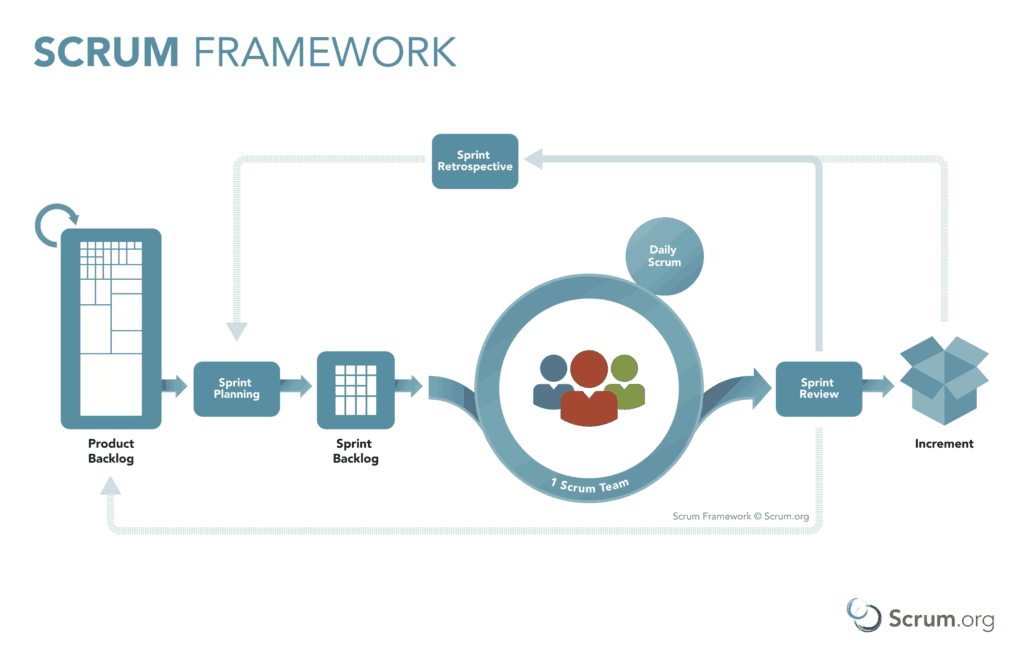 SCRUM FRAMEWORK
Sprint
Retrospective
Daily
Scrum
Sprint
Planning
Sprint
Review
Product
Backlog
Sprint
Backlog
1 Scrum Team
Increment
Scrum Framework © Scrum.org
Scrum.org